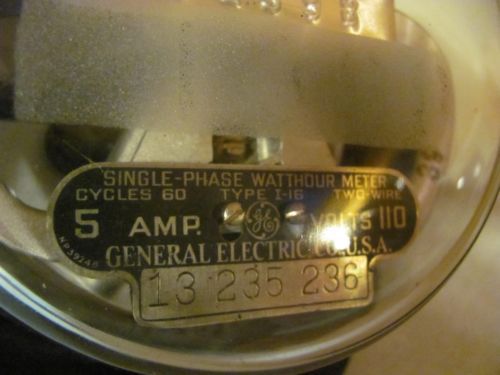 SINGLE-PHASE WATTHOUR METER
CYCLES 60 TYPE I-16 TWO-WIRE
5 AMP. GE VOLTS 110
GENERAL ELECTRIC CO. U.S.A.
13 235 236